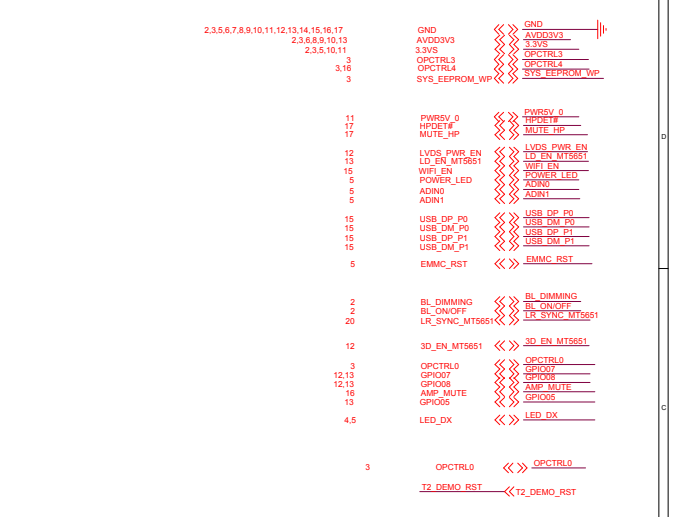 2,3,5,6,7,8,9,10,11,12,13,14,15,16,17 GND GND
2,3,6,8,9,10,13 AVDD3V3 AVDD3V3
2,3,5,10,11 3.3VS 3.3VS
3 OPCTRL3 OPCTRL3
3,16 OPCTRL4 OPCTRL4
3 SYS_EEPROM_WP SYS_EEPROM_WP
11 PWR5V_0 PWR5V_0
17 HPDET# HPDET#
17 MUTE_HP MUTE_HP
D
12 LVDS_PWR_EN LVDS_PWR_EN
13 LD_EN_MT5651 LD_EN_MT5651
15 WIFI_EN WIFI_EN
5 POWER_LED POWER_LED
5 ADIN0 ADIN0
5 ADIN1 ADIN1
15 USB_DP_P0 USB_DP_P0
15 USB_DM_P0 USB_DM_P0
15 USB_DP_P1 USB_DP_P1
15 USB_DM_P1 USB_DM_P1
5 EMMC_RST EMMC_RST
2 BL_DIMMING BL_DIMMING
2 BL_ON/OFF BL_ON/OFF
20 LR_SYNC_MT5651 LR_SYNC_MT5651
12 3D_EN_MT5651 3D_EN_MT5651
3 OPCTRL0 OPCTRL0
12,13 GPIO07 GPIO07
12,13 GPIO08 GPIO08
16 AMP_MUTE AMP_MUTE
13 GPIO05 GPIO05
C
4,5 LED_DX LED_DX
3 OPCTRL0 OPCTRL0
T2_DEMO_RST T2_DEMO_RST